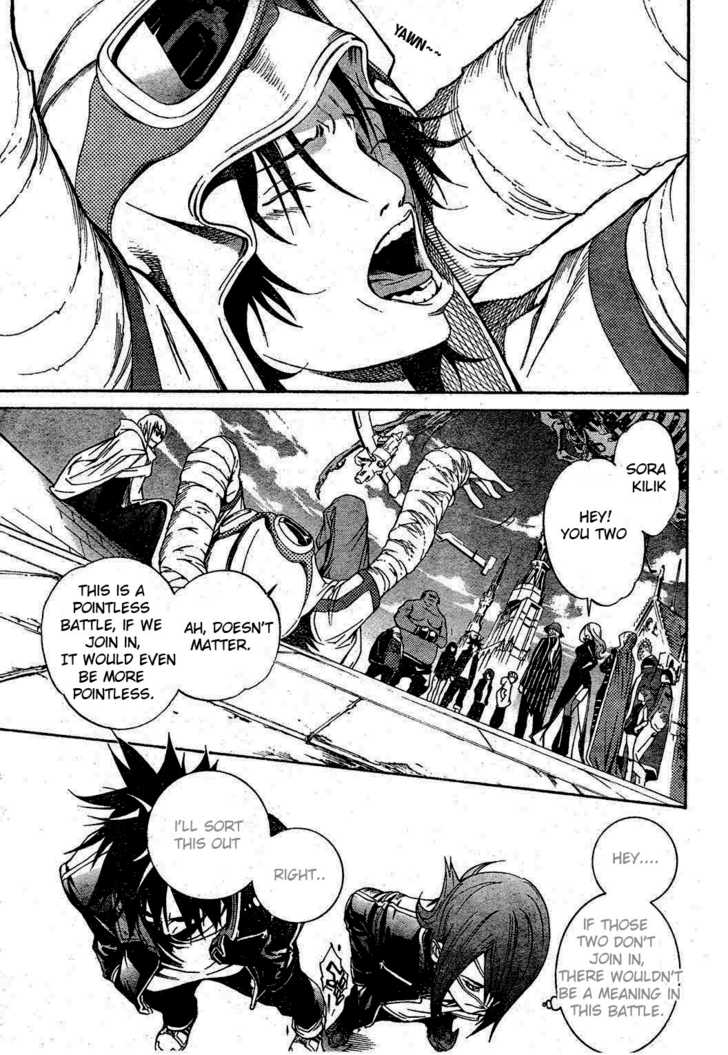 YAWN~~
SORA
KILIK
HEY!
YOU TWO
AH, DOESN'T
MATTER.
THIS IS A
POINTLESS
BATTLE, IF WE
JOIN IN,
IT WOULD EVEN
BE MORE
POINTLESS.
HEY....
IF THOSE
TWO DON'T
JOIN IN,
THERE WOULDN'T
BE A MEANING IN
THIS BATTLE.
I'LL SORT
THIS OUT
RIGHT..